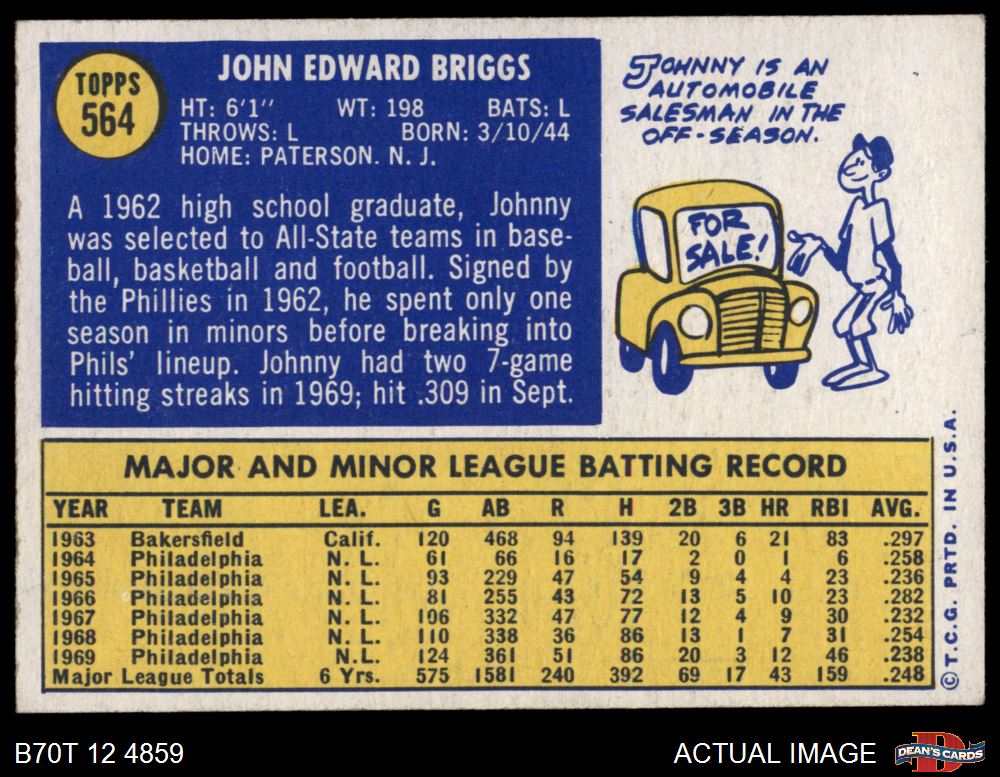 TOPPS
564
JOHN EDWARD BRIGGS
HT: 6'1" WT: 198 BATS: L
THROWS: L BORN: 3/10/44
HOME: PATERSON. N. J.
A 1962 high school graduate, Johnny
was selected to All-State teams in base-
ball, basketball and football. Signed by
the Phillies in 1962, he spent only one
season in minors before breaking into
Phils' lineup. Johnny had two 7-game
hitting streaks in 1969; hit .309 in Sept.
JOHNNY IS AN
AUTOMOBILE
SALESMAN IN THE
OFF-SEASON.
FOR
SALE!
MAJOR AND MINOR LEAGUE BATTING RECORD
YEAR TEAM LEA. G AB R H 2B 3B HR RBI AVG.
1963 Bakersfield Calif. 120 468 94 139 20 6 21 83 .297
1964 Philadelphia N. L. 61 66 16 17 2 0 1 6 .258
1965 Philadelphia N. L. 93 229 47 54 9 4 4 23 .236
1966 Philadelphia N. L. 81 255 43 72 13 5 10 23 .282
1967 Philadelphia N. L. 106 332 47 77 12 4 9 30 .232
1968 Philadelphia N. L. 110 338 36 86 13 1 7 31 .254
1969 Philadelphia N.L. 124 361 51 86 20 3 12 46 .238
Major League Totals 6 Yrs. 575 1581 240 392 69 17 43 159 .248
© T.C.G. PRTD. IN U.S.A.
B70T 12 4859
ACTUAL IMAGE
D
DEAN'S CARDS